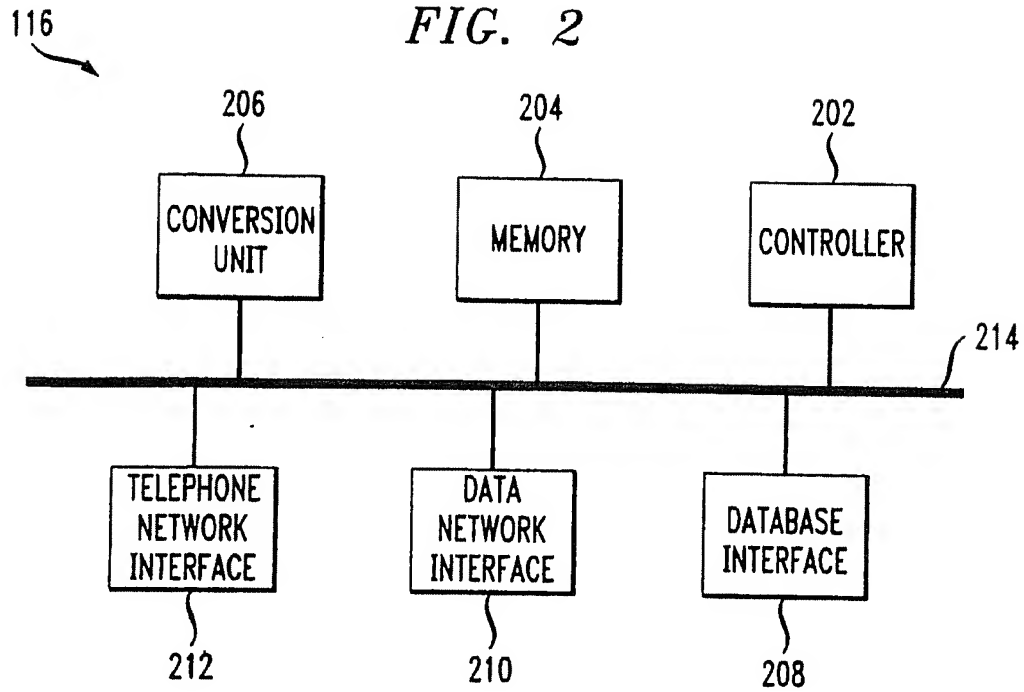 FIG. 2
116
206
204
202
CONVERSION
UNIT
MEMORY
CONTROLLER
214
TELEPHONE
NETWORK
INTERFACE
DATA
NETWORK
INTERFACE
DATABASE
INTERFACE
212
210
208